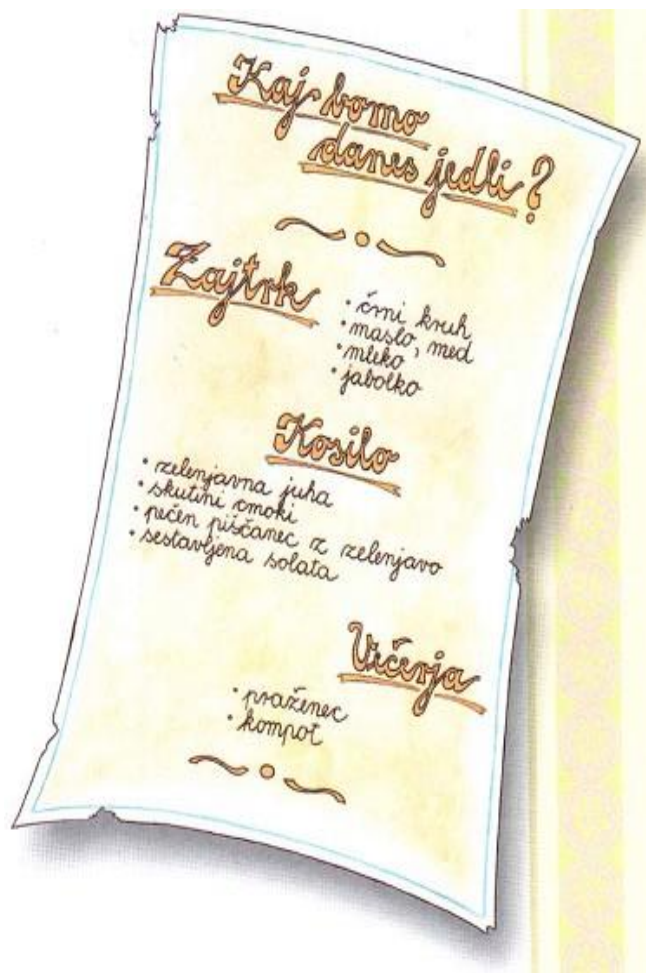 Kaj bomo
danes jedli?
Zajtrk
• črni kruh
• maslo, med
• mleko
• jabolko
Kosilo
• zelenjavna juha
• skutini cmoki
• pečen piščanec z zelenjavo
• sestavljena solata
Večerja
• praženec
• kompot